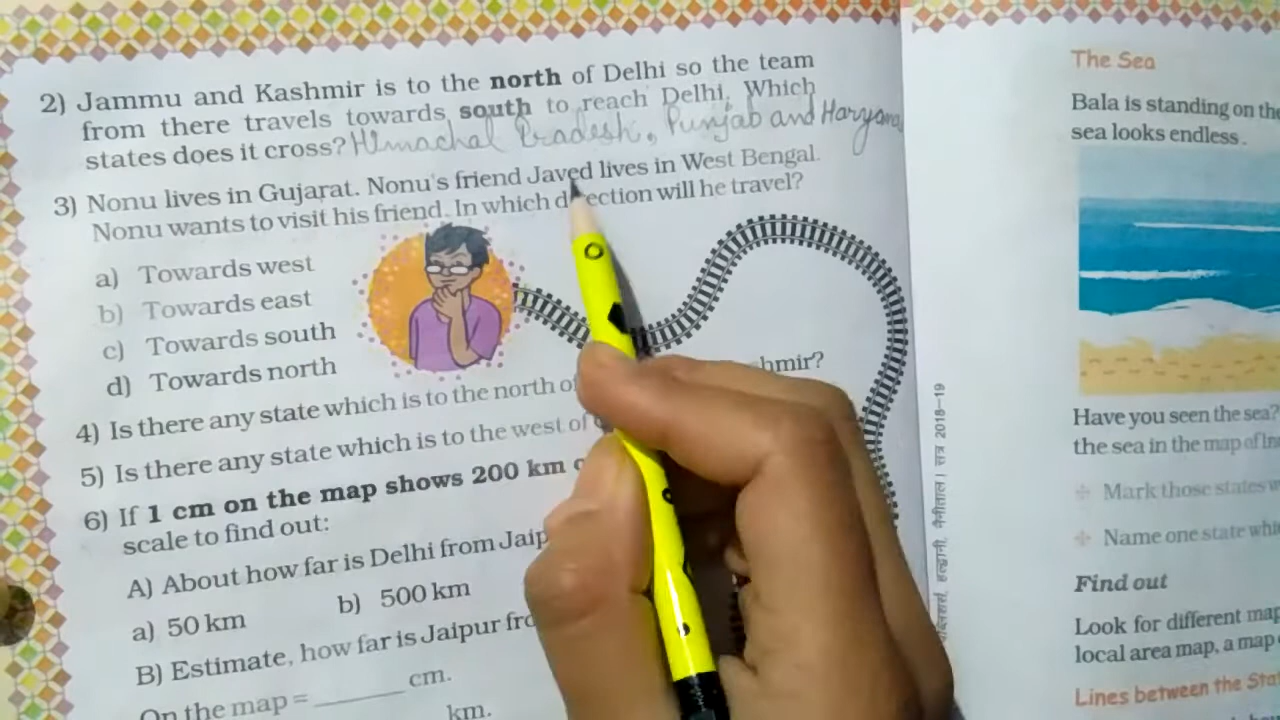 2) Jammu and Kashmir is to the north of Delhi so the team
from there travels towards south to reach Delhi. Which
states does it cross? Himachal Pradesh, Punjab and Haryana
3) Nonu lives in Gujarat. Nonu's friend Javed lives in West Bengal.
Nonu wants to visit his friend. In which direction will he travel?
a) Towards west
b) Towards east
c) Towards south
d) Towards north
4) Is there any state which is to the north of hmir?
5) Is there any state which is to the west of
6) If 1 cm on the map shows 200 km
scale to find out:
A) About how far is Delhi from Jaip
a) 50 km b) 500 km
B) Estimate, how far is Jaipur fro
On the map = ______ cm.
km.
हल्द्वानी, नैनीताल। सत्र 2018–19
The Sea
Bala is standing on the
sea looks endless.
Have you seen the sea?
the sea in the map of In
Mark those states w
Name one state whi
Find out
Look for different map
local area map, a map
Lines between the Stat